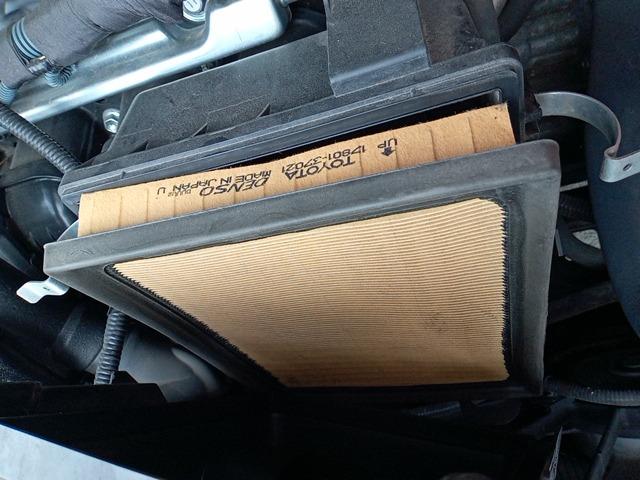 UP
17801-37021
TOYOTA
DENSO
MADE IN JAPAN U